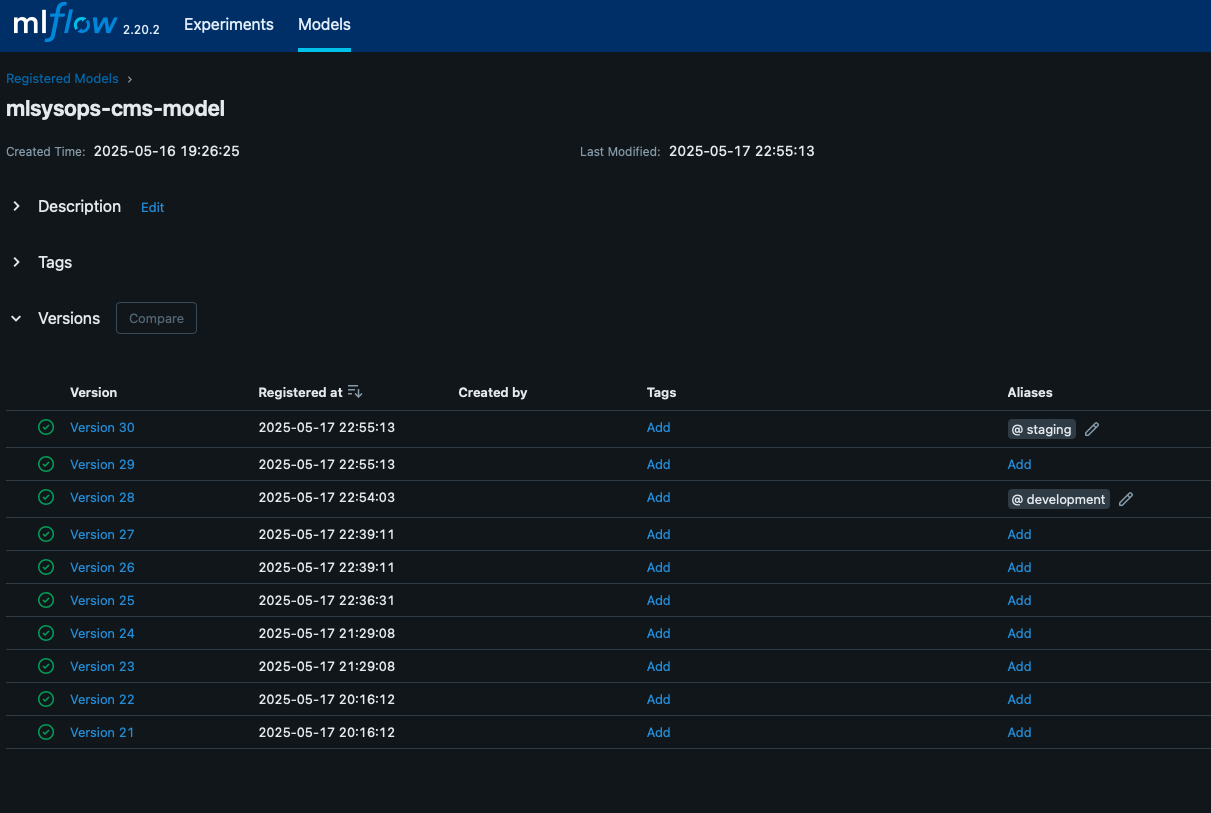 mlflow 2.20.2 Experiments Models
Registered Models ›
mlsysops-cms-model
Created Time: 2025-05-16 19:26:25 Last Modified: 2025-05-17 22:55:13
Description Edit
Tags
Versions Compare
Version Registered at Created by Tags Aliases
Version 30 2025-05-17 22:55:13 Add @ staging
Version 29 2025-05-17 22:55:13 Add Add
Version 28 2025-05-17 22:54:03 Add @ development
Version 27 2025-05-17 22:39:11 Add Add
Version 26 2025-05-17 22:39:11 Add Add
Version 25 2025-05-17 22:36:31 Add Add
Version 24 2025-05-17 21:29:08 Add Add
Version 23 2025-05-17 21:29:08 Add Add
Version 22 2025-05-17 20:16:12 Add Add
Version 21 2025-05-17 20:16:12 Add Add